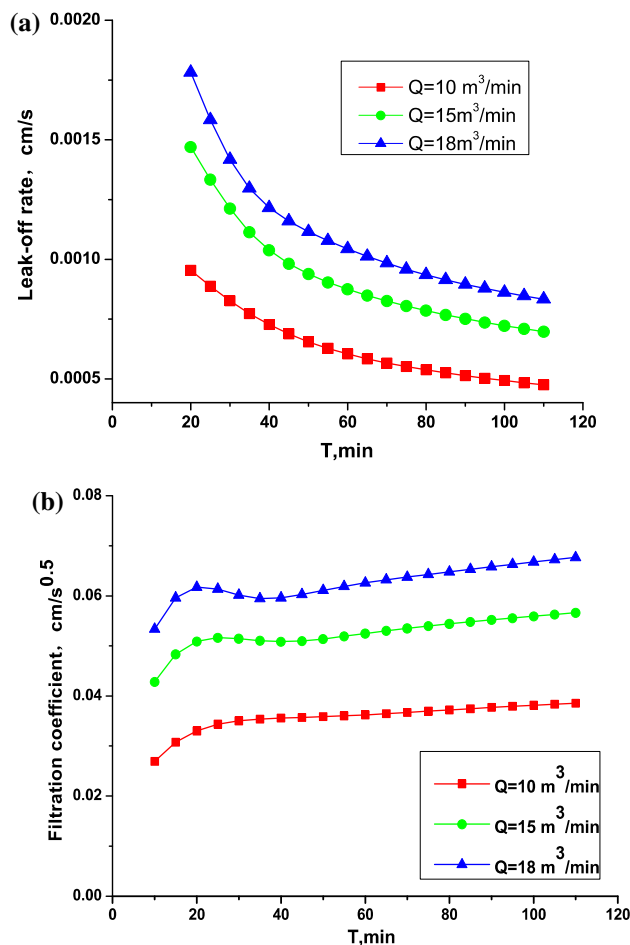 (a)
0.0020
0.0015
0.0010
0.0005
Leak-off rate, cm/s
Q=10 m³/min
Q=15m³/min
Q=18m³/min
0 20 40 60 80 100 120
T,min
(b)
0.08
0.06
0.04
0.02
0.00
Filtration coefficient, cm/s^0.5
Q=10 m³/min
Q=15 m³/min
Q=18 m³/min
0 20 40 60 80 100 120
T,min